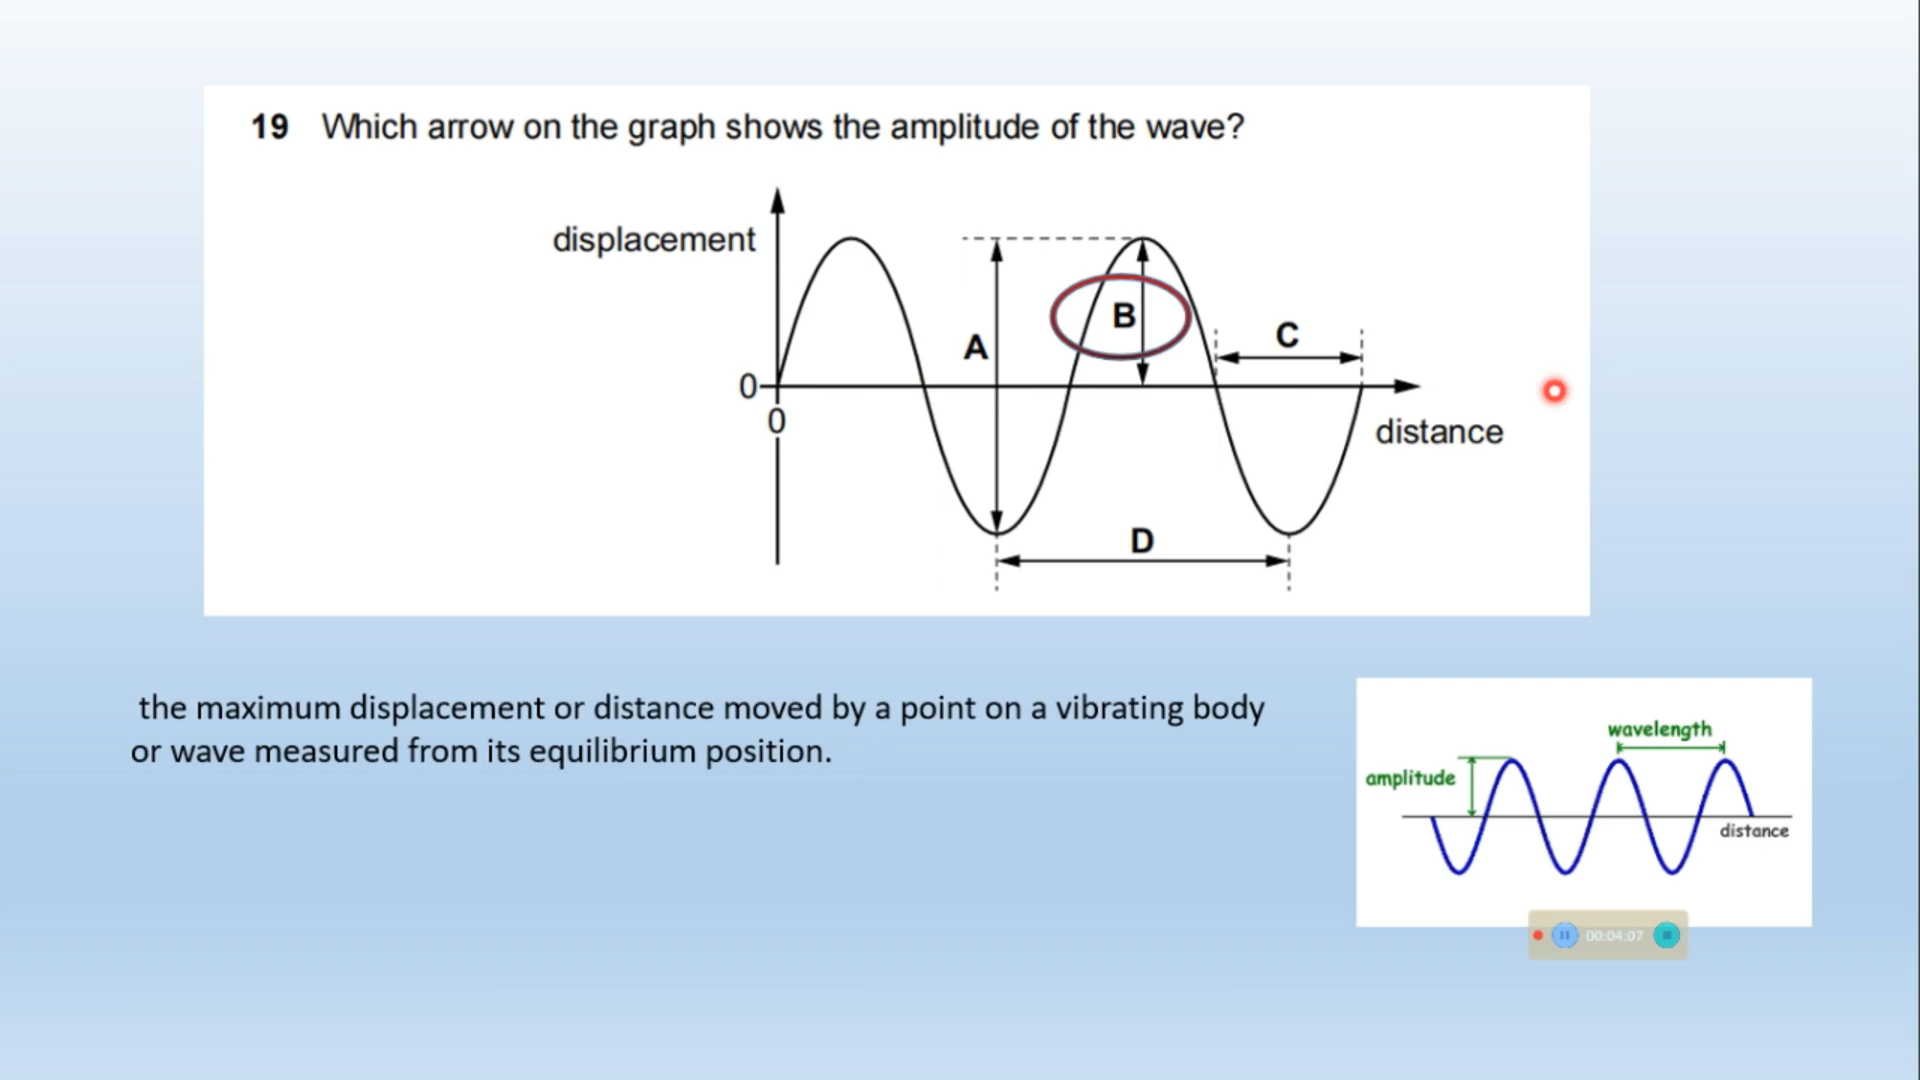 19 Which arrow on the graph shows the amplitude of the wave?
displacement
B
C
A
0
0
distance
D
the maximum displacement or distance moved by a point on a vibrating body
or wave measured from its equilibrium position.
wavelength
amplitude
distance
00:04:07